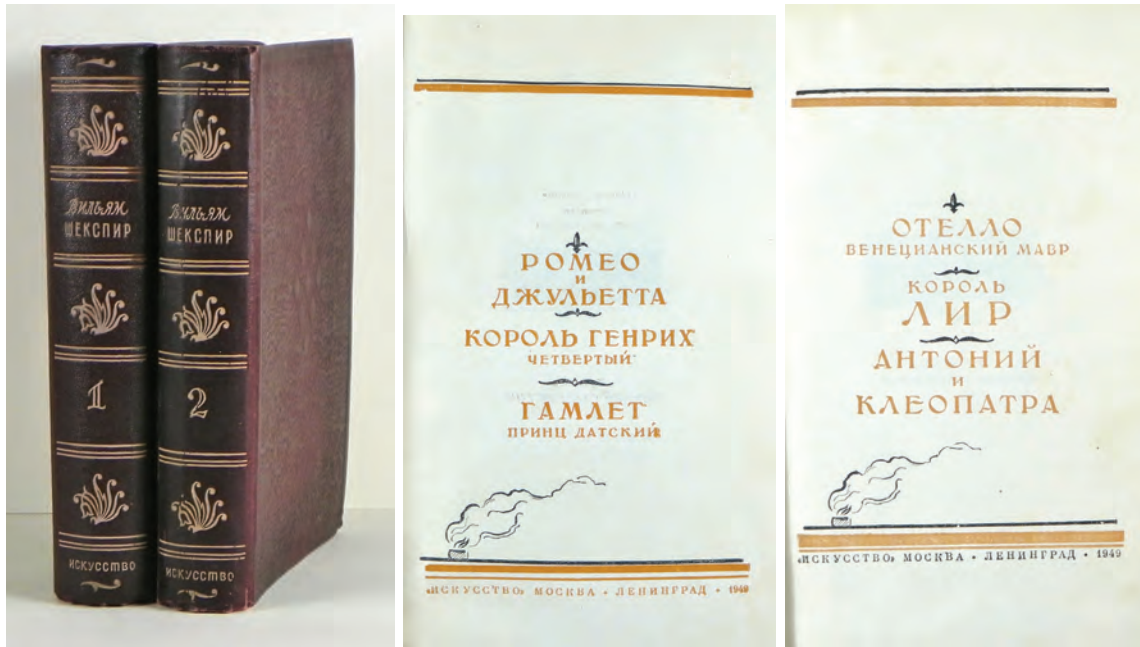 Вильям
ШЕКСПИР
1
ИСКУССТВО
Вильям
ШЕКСПИР
2
ИСКУССТВО
РОМЕО
И
ДЖУЛЬЕТТА
КОРОЛЬ ГЕНРИХ
ЧЕТВЕРТЫЙ
ГАМЛЕТ
ПРИНЦ ДАТСКИЙ
«ИСКУССТВО» МОСКВА • ЛЕНИНГРАД • 1949
ОТЕЛЛО
ВЕНЕЦИАНСКИЙ МАВР
КОРОЛЬ
ЛИР
АНТОНИЙ
И
КЛЕОПАТРА
«ИСКУССТВО» МОСКВА • ЛЕНИНГРАД • 1949